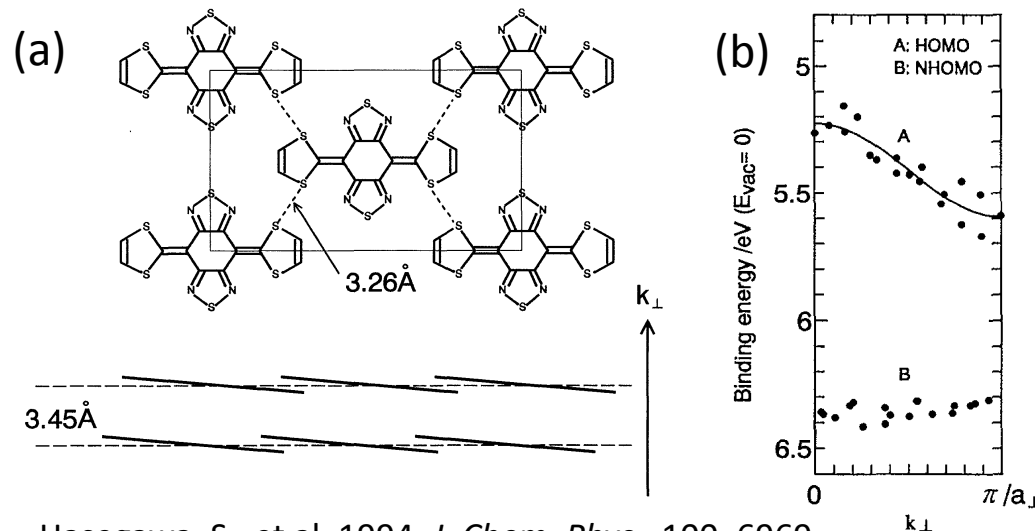 (a)
S S
S N N S S N N S
S N N S S N N S
S S
S
S N N S
S N N S
S
S S
S N N S S N N S
S N N S S N N S
S S
3.26Å
3.45Å
k⊥
(b)
A: HOMO
B: NHOMO
A
B
Binding energy /eV (Evac= 0)
5
5.5
6
6.5
0
π/a⊥
k⊥
Hasegawa, S., et al. 1994, J. Chem. Phys., 100, 6969